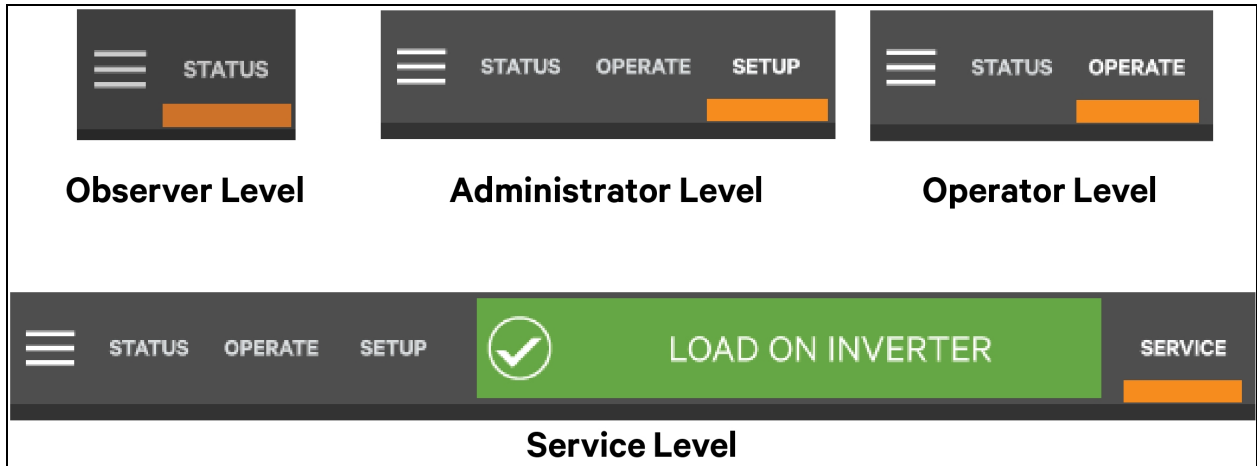 STATUS
STATUS OPERATE SETUP
STATUS OPERATE
Observer Level
Administrator Level
Operator Level
STATUS OPERATE SETUP LOAD ON INVERTER SERVICE
Service Level